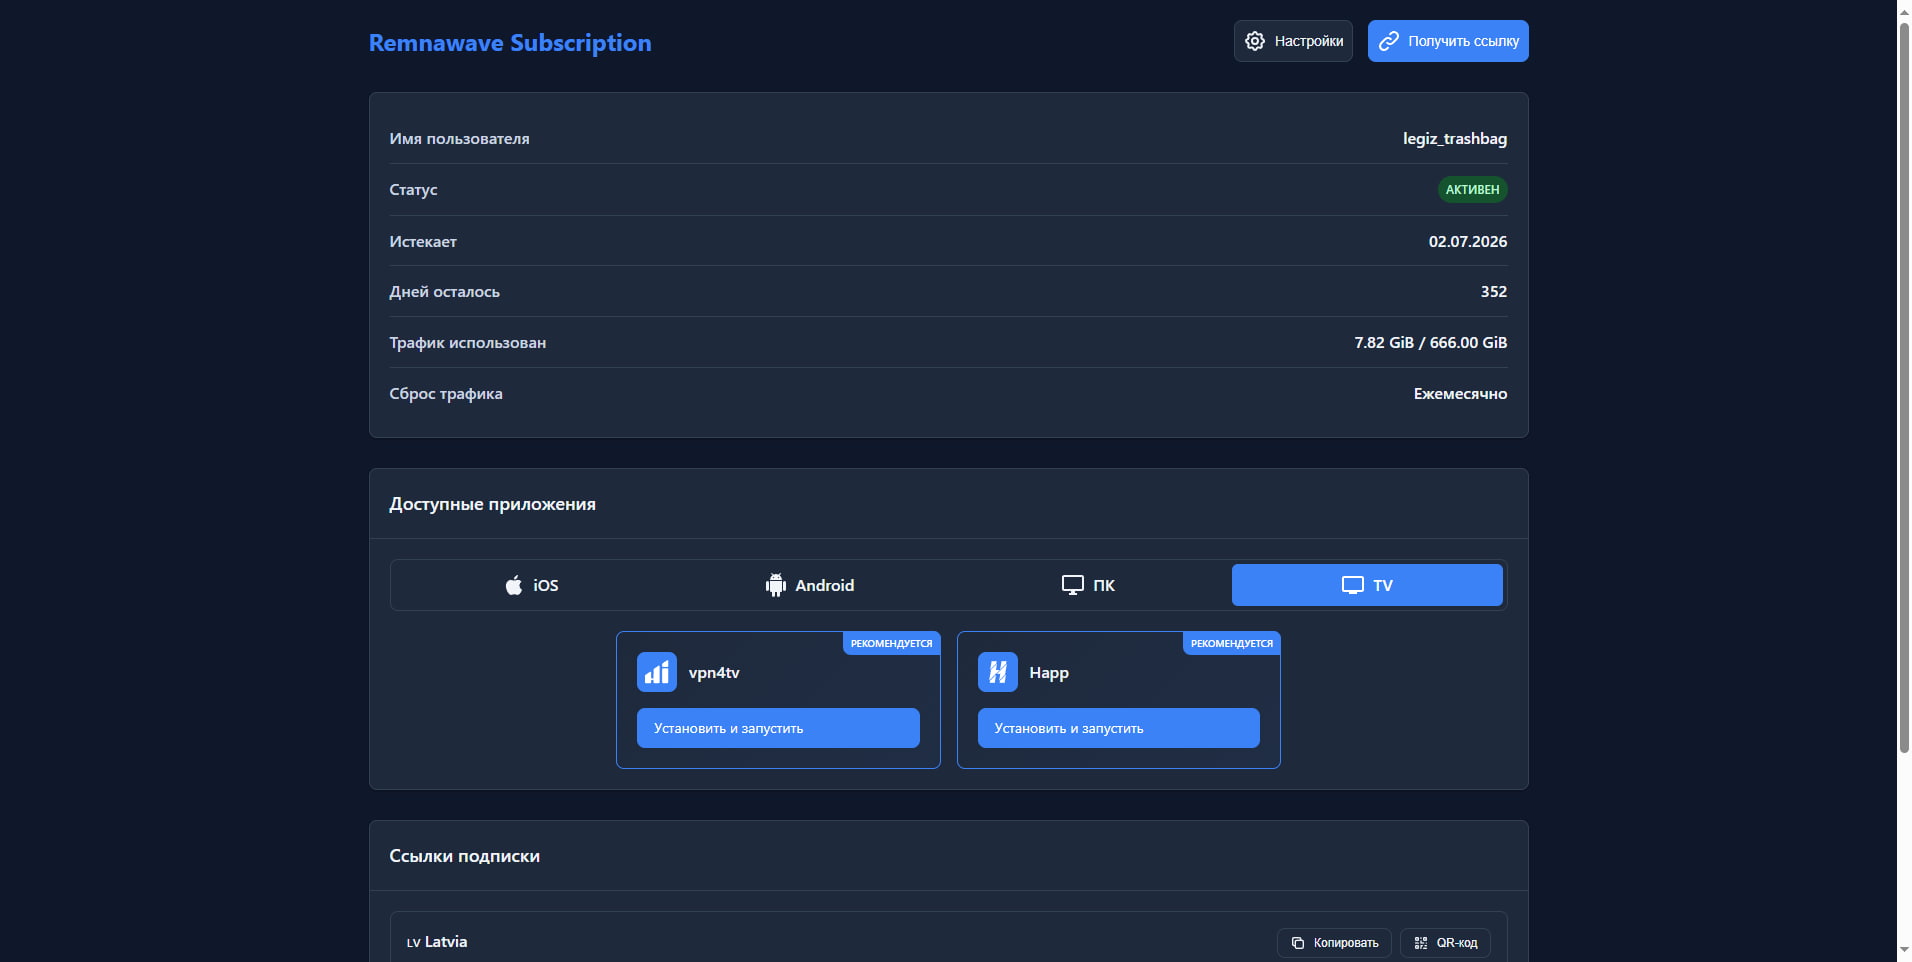 Remnawave Subscription
Настройки
Получить ссылку
Имя пользователя
legiz_trashbag
Статус
АКТИВЕН
Истекает
02.07.2026
Дней осталось
352
Трафик использован
7.82 GiB / 666.00 GiB
Сброс трафика
Ежемесячно
Доступные приложения
iOS
Android
ПК
TV
РЕКОМЕНДУЕТСЯ
vpn4tv
Установить и запустить
РЕКОМЕНДУЕТСЯ
Happ
Установить и запустить
Ссылки подписки
LV Latvia
Копировать
QR-код